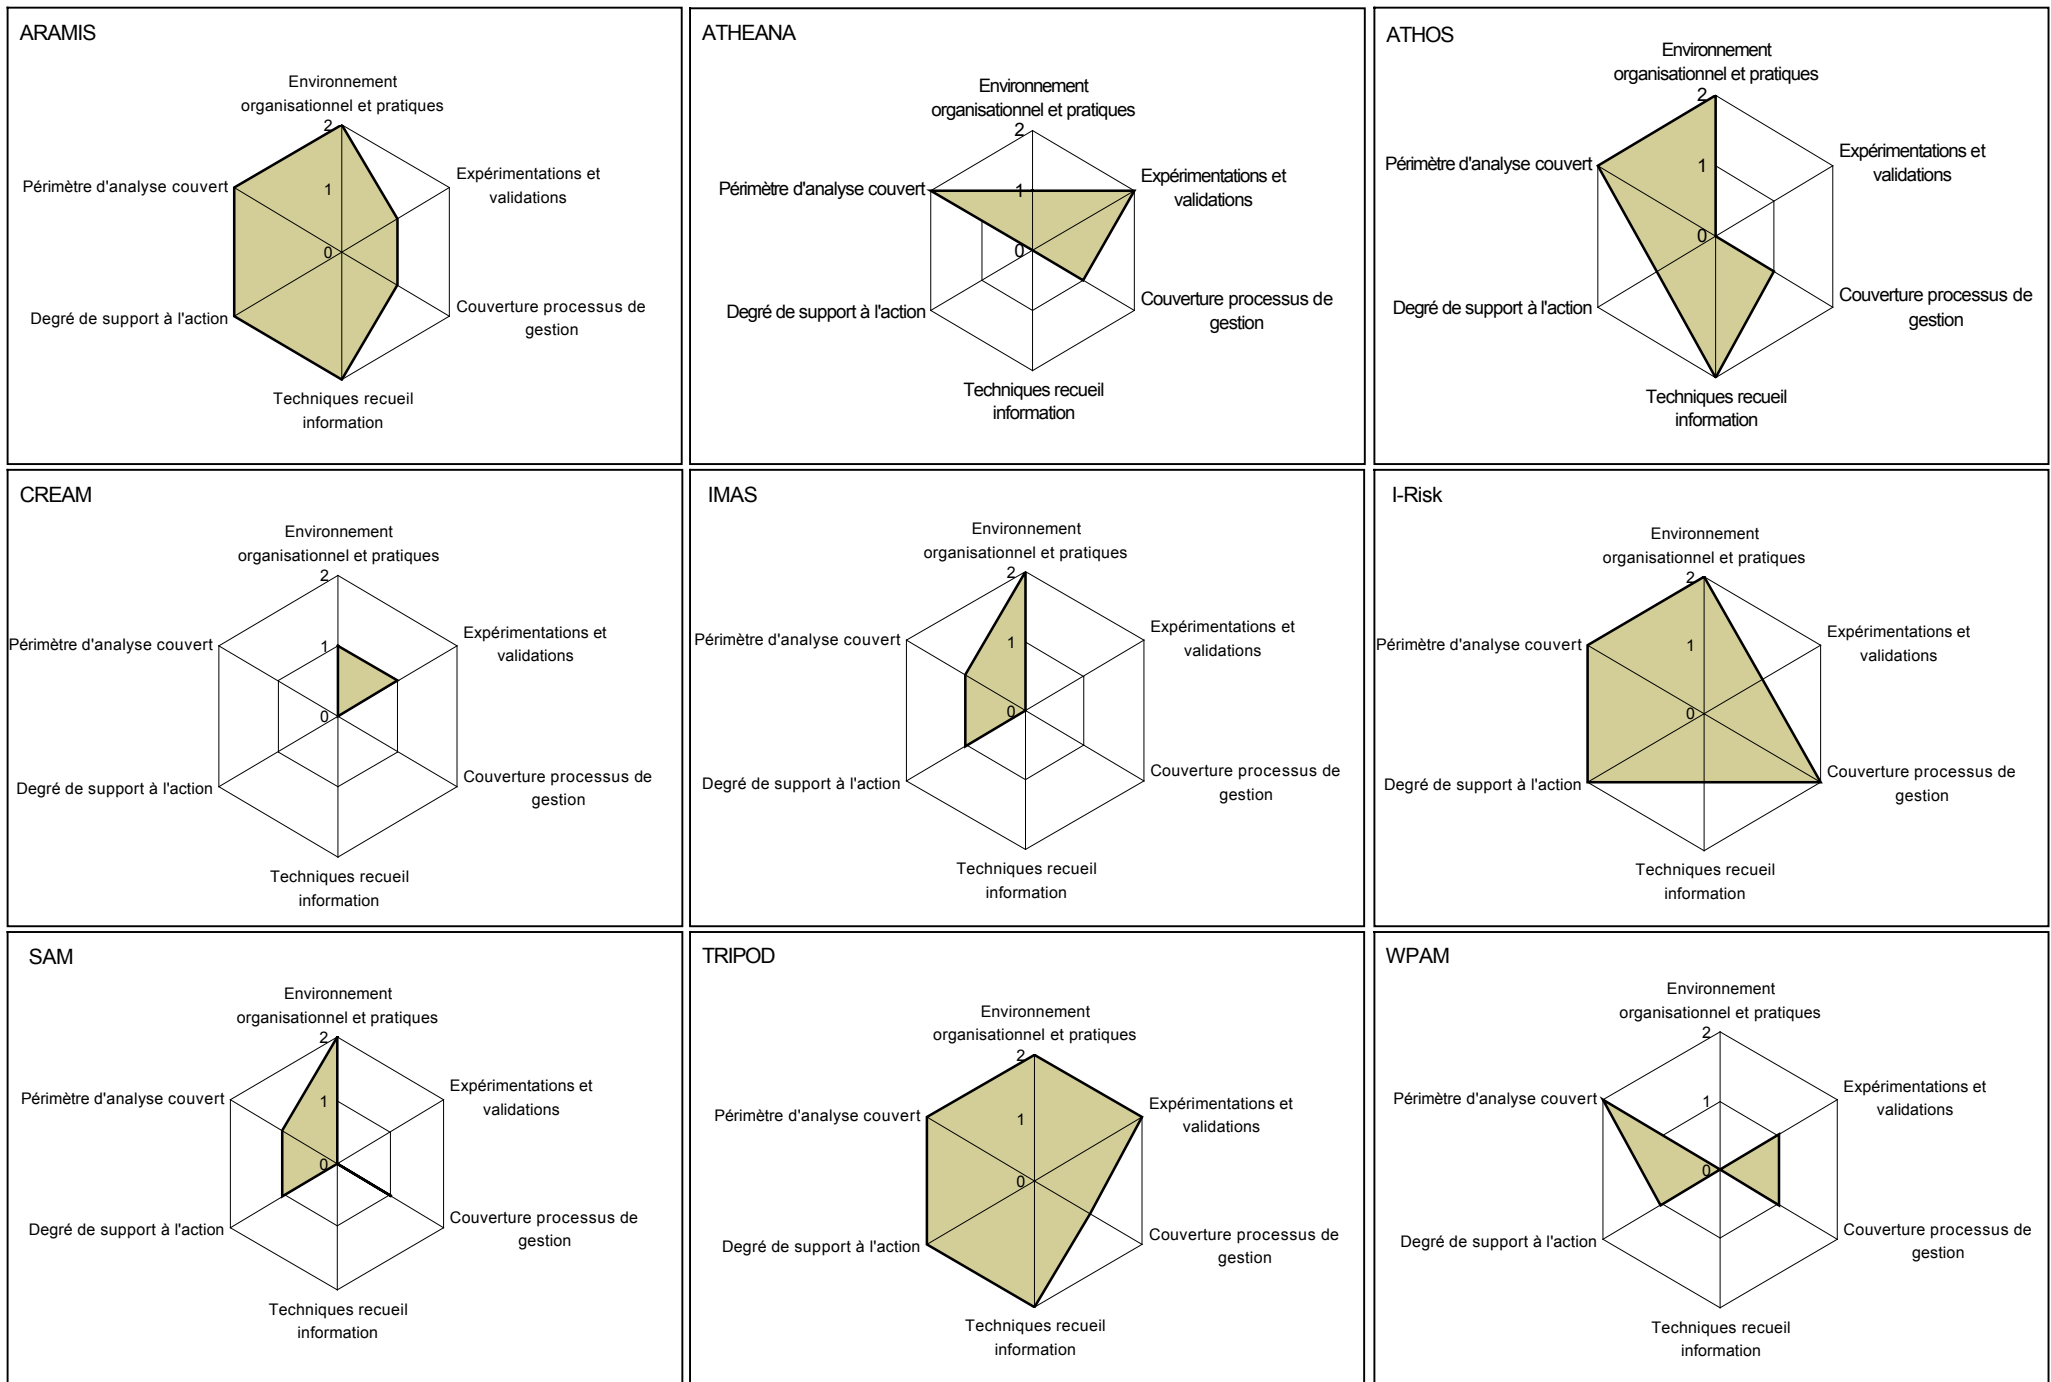 ARAMIS
Environnement
organisationnel et pratiques
2
Expérimentations et
validations
Périmètre d'analyse couvert
1
0
Couverture processus de
gestion
Degré de support à l'action
Techniques recueil
information
ATHEANA
Environnement
organisationnel et pratiques
2
Expérimentations et
validations
Périmètre d'analyse couvert
1
0
Couverture processus de
gestion
Degré de support à l'action
Techniques recueil
information
ATHOS
Environnement
organisationnel et pratiques
2
Expérimentations et
validations
Périmètre d'analyse couvert
1
0
Couverture processus de
gestion
Degré de support à l'action
Techniques recueil
information
CREAM
Environnement
organisationnel et pratiques
2
Expérimentations et
validations
Périmètre d'analyse couvert
1
0
Couverture processus de
gestion
Degré de support à l'action
Techniques recueil
information
IMAS
Environnement
organisationnel et pratiques
2
Expérimentations et
validations
Périmètre d'analyse couvert
1
0
Couverture processus de
gestion
Degré de support à l'action
Techniques recueil
information
I-Risk
Environnement
organisationnel et pratiques
2
Expérimentations et
validations
Périmètre d'analyse couvert
1
0
Couverture processus de
gestion
Degré de support à l'action
Techniques recueil
information
SAM
Environnement
organisationnel et pratiques
2
Expérimentations et
validations
Périmètre d'analyse couvert
1
0
Couverture processus de
gestion
Degré de support à l'action
Techniques recueil
information
TRIPOD
Environnement
organisationnel et pratiques
2
Expérimentations et
validations
Périmètre d'analyse couvert
1
0
Couverture processus de
gestion
Degré de support à l'action
Techniques recueil
information
WPAM
Environnement
organisationnel et pratiques
2
Expérimentations et
validations
Périmètre d'analyse couvert
1
0
Couverture processus de
gestion
Degré de support à l'action
Techniques recueil
information